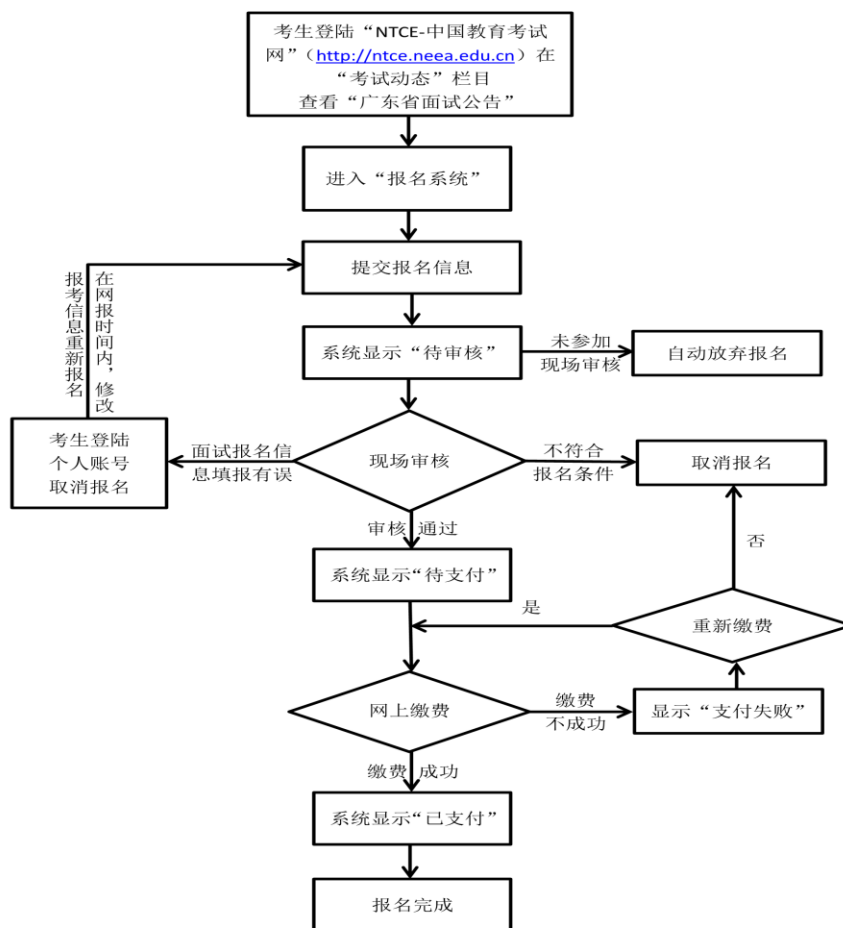 考生登陆“NTCE-中国教育考试
网”（http://ntce.neea.edu.cn）在
“考试动态”栏目
查看“广东省面试公告”
进入“报名系统”
提交报名信息
在网报时间内，修改
报考信息重新报名
系统显示“待审核”
未参加
现场审核
自动放弃报名
考生登陆
个人账号
取消报名
面试报名信
息填报有误
现场审核
不符合
报名条件
取消报名
审核 通过
否
系统显示“待支付”
是
重新缴费
网上缴费
缴费
不成功
显示“支付失败”
缴费 成功
系统显示“已支付”
报名完成